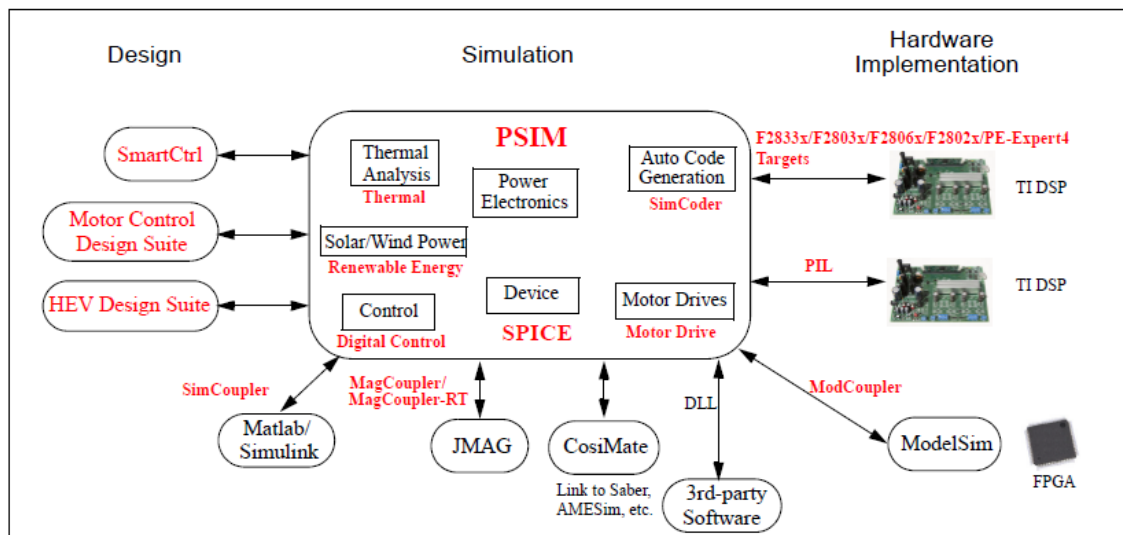 Design
Simulation
Hardware
Implementation
PSIM
SmartCtrl
Motor Control
Design Suite
HEV Design Suite
Thermal
Analysis
Thermal
Power
Electronics
Auto Code
Generation
SimCoder
Solar/Wind Power
Renewable Energy
Control
Digital Control
Device
SPICE
Motor Drives
Motor Drive
F2833x/F2803x/F2806x/F2802x/PE-Expert4
Targets
TI DSP
PIL
TI DSP
SimCoupler
Matlab/
Simulink
MagCoupler/
MagCoupler-RT
JMAG
CosiMate
Link to Saber,
AMESim, etc.
DLL
3rd-party
Software
ModCoupler
ModelSim
FPGA